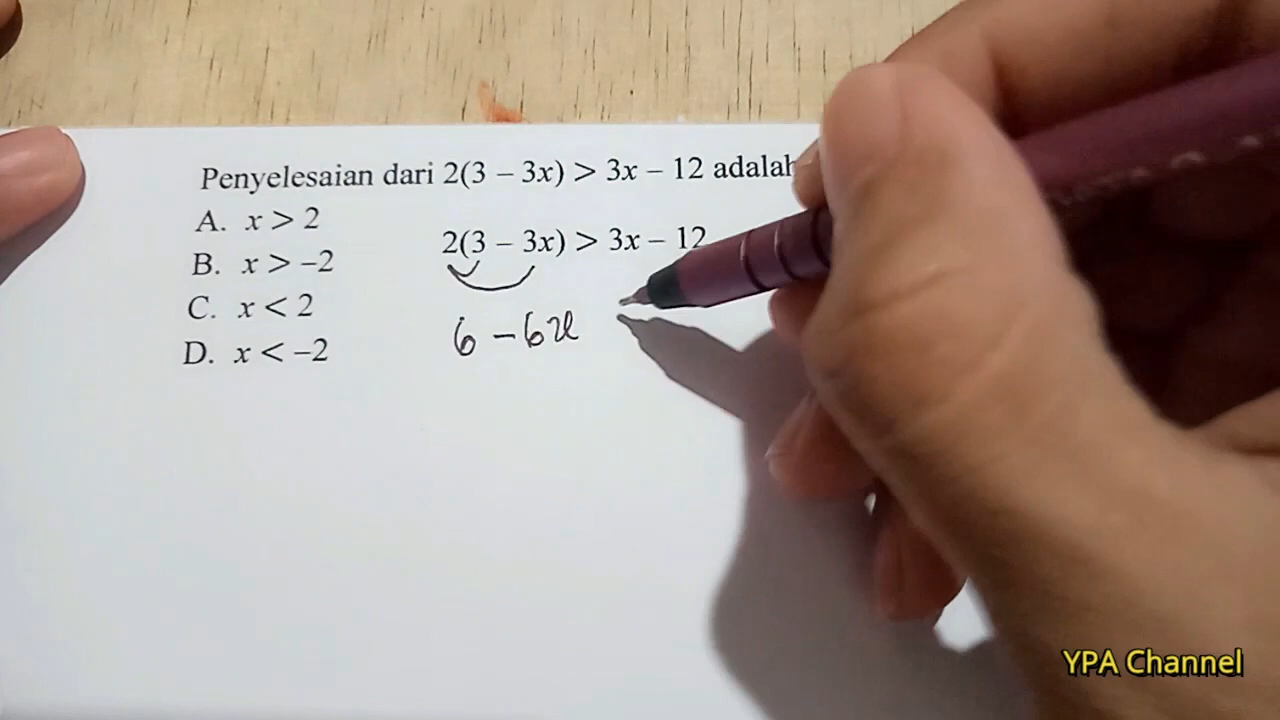 Penyelesaian dari 2(3 – 3x) > 3x – 12 adalah
A. x > 2
B. x > –2
C. x < 2
D. x < –2
2(3 – 3x) > 3x – 12
6 – 6x
YPA Channel